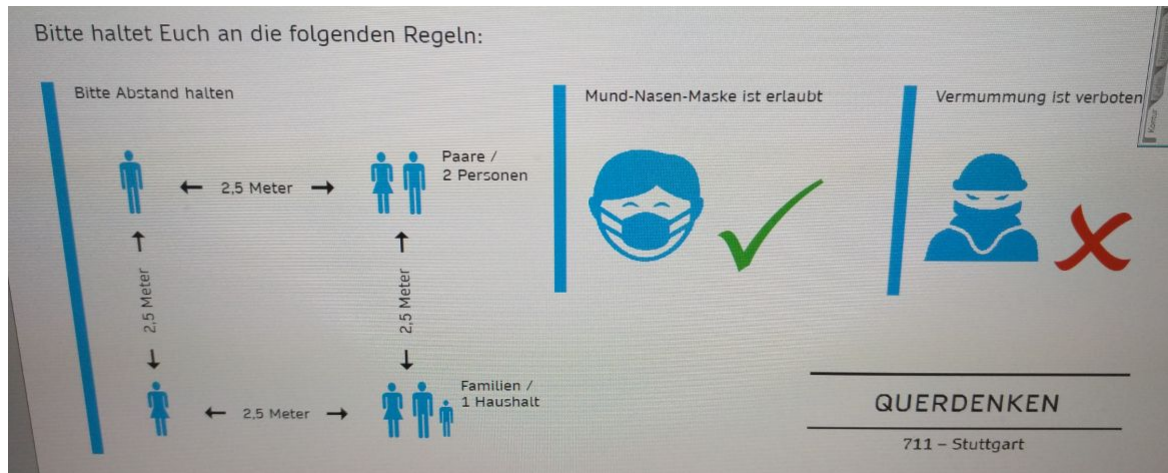 Bitte haltet Euch an die folgenden Regeln:
Bitte Abstand halten
2,5 Meter
Paare /
2 Personen
2,5 Meter
2,5 Meter
2,5 Meter
Familien /
1 Haushalt
Mund-Nasen-Maske ist erlaubt
Vermummung ist verboten
QUERDENKEN
711 – Stuttgart